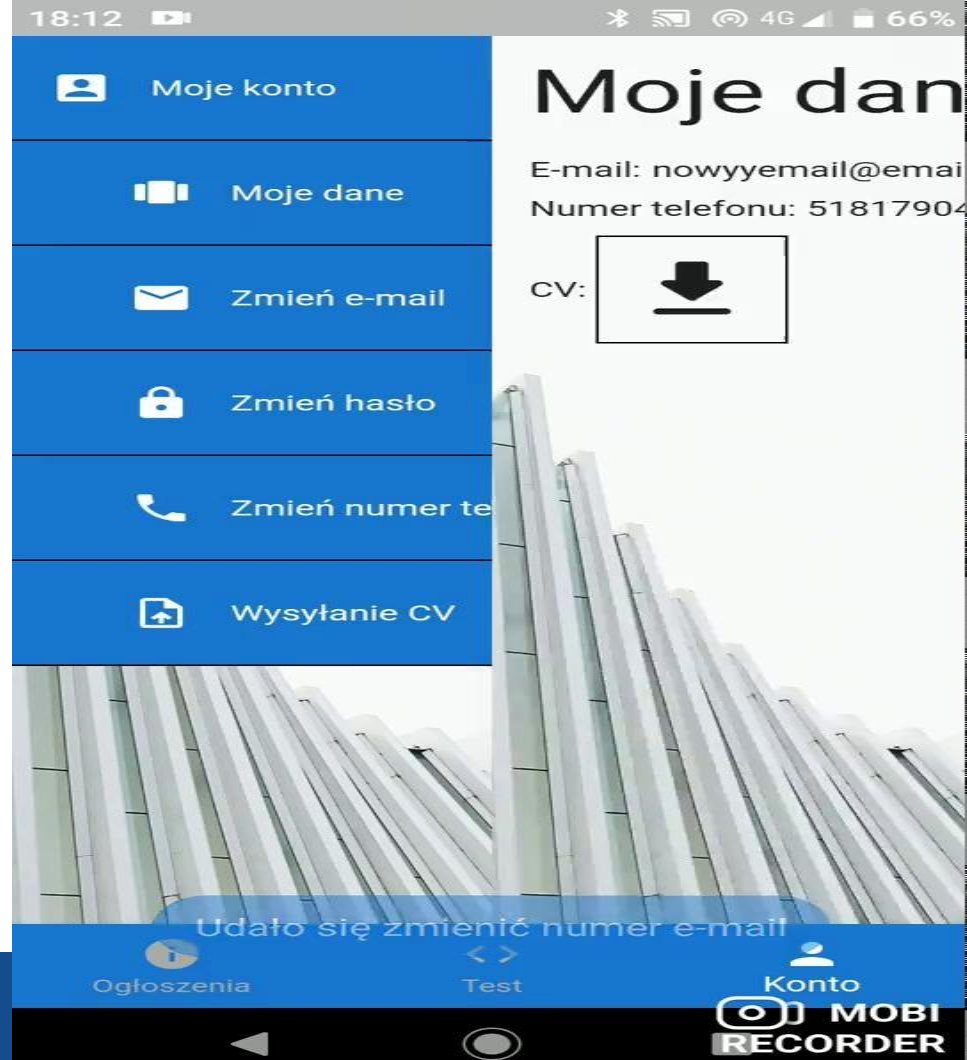 18:12
4G 66%
Moje konto
Moje dane
Zmień e-mail
Zmień hasło
Zmień numer tel
Wysyłanie CV
Moje dan
E-mail: nowyyemail@emai
Numer telefonu: 51817904
CV:
Udało się zmienić numer e-mail
Ogłoszenia
Test
Konto
MOBI
RECORDER